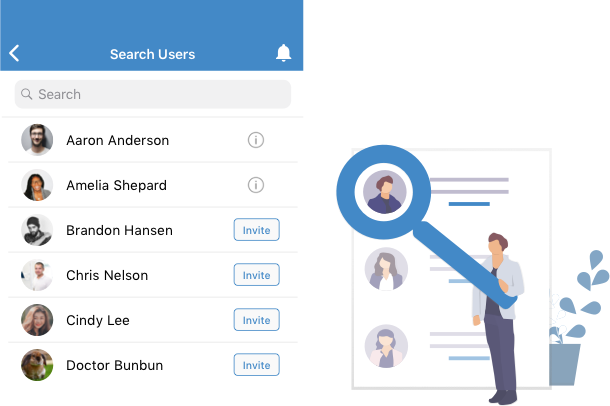 Search Users
Search
Aaron Anderson
Amelia Shepard
Brandon Hansen Invite
Chris Nelson Invite
Cindy Lee Invite
Doctor Bunbun Invite